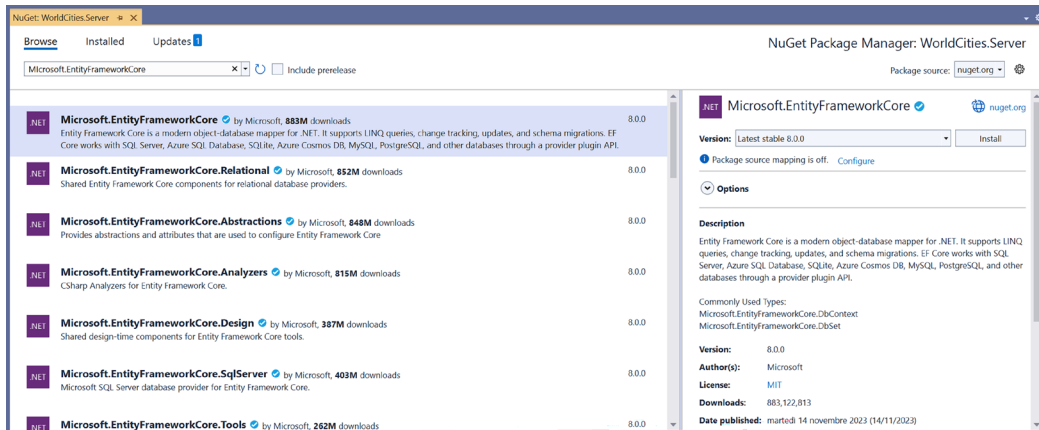 NuGet: WorldCities.Server
Browse Installed Updates 1
NuGet Package Manager: WorldCities.Server
MIcrosoft.EntityFrameworkCore
Include prerelease
Package source: nuget.org
.NET
Microsoft.EntityFrameworkCore by Microsoft, 883M downloads 8.0.0
Entity Framework Core is a modern object-database mapper for .NET. It supports LINQ queries, change tracking, updates, and schema migrations. EF
Core works with SQL Server, Azure SQL Database, SQLite, Azure Cosmos DB, MySQL, PostgreSQL, and other databases through a provider plugin API.
.NET
Microsoft.EntityFrameworkCore.Relational by Microsoft, 852M downloads 8.0.0
Shared Entity Framework Core components for relational database providers.
.NET
Microsoft.EntityFrameworkCore.Abstractions by Microsoft, 848M downloads 8.0.0
Provides abstractions and attributes that are used to configure Entity Framework Core
.NET
Microsoft.EntityFrameworkCore.Analyzers by Microsoft, 815M downloads 8.0.0
CSharp Analyzers for Entity Framework Core.
.NET
Microsoft.EntityFrameworkCore.Design by Microsoft, 387M downloads 8.0.0
Shared design-time components for Entity Framework Core tools.
.NET
Microsoft.EntityFrameworkCore.SqlServer by Microsoft, 403M downloads 8.0.0
Microsoft SQL Server database provider for Entity Framework Core.
.NET
Microsoft.EntityFrameworkCore.Tools by Microsoft, 262M downloads 8.0.0
.NET
Microsoft.EntityFrameworkCore
nuget.org
Version: Latest stable 8.0.0 Install
Package source mapping is off. Configure
Options
Description
Entity Framework Core is a modern object-database mapper for .NET. It supports LINQ
queries, change tracking, updates, and schema migrations. EF Core works with SQL
Server, Azure SQL Database, SQLite, Azure Cosmos DB, MySQL, PostgreSQL, and other
databases through a provider plugin API.
Commonly Used Types:
Microsoft.EntityFrameworkCore.DbContext
Microsoft.EntityFrameworkCore.DbSet
Version: 8.0.0
Author(s): Microsoft
License: MIT
Downloads: 883,122,813
Date published: martedì 14 novembre 2023 (14/11/2023)